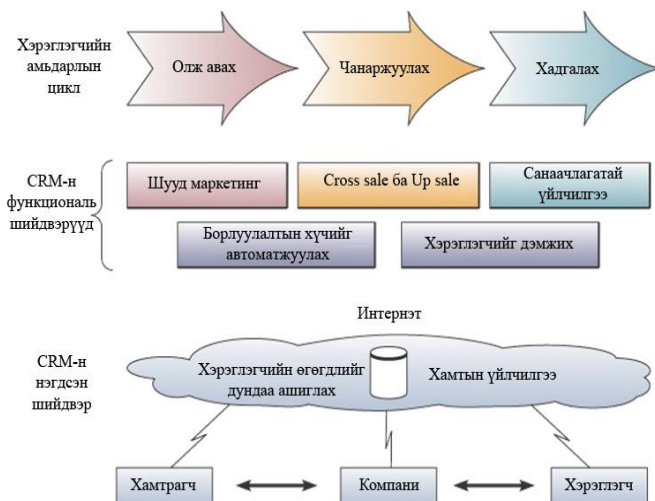 Хэрэглэгчийн
амьдарлын
цикл
Олж авах
Чанаржуулах
Хадгалах
CRM-н
функциональ
шийдвэрүүд
Шууд маркетинг
Cross sale ба Up sale
Санаачлагатай
үйлчилгээ
Борлуулалтын хүчийг
автоматжуулах
Хэрэглэгчийг дэмжих
Интернэт
CRM-н
нэгдсэн
шийдвэр
Хэрэглэгчийн өгөгдлийг
дундаа ашиглах
Хамтын үйлчилгээ
Хамтрагч
Компани
Хэрэглэгч